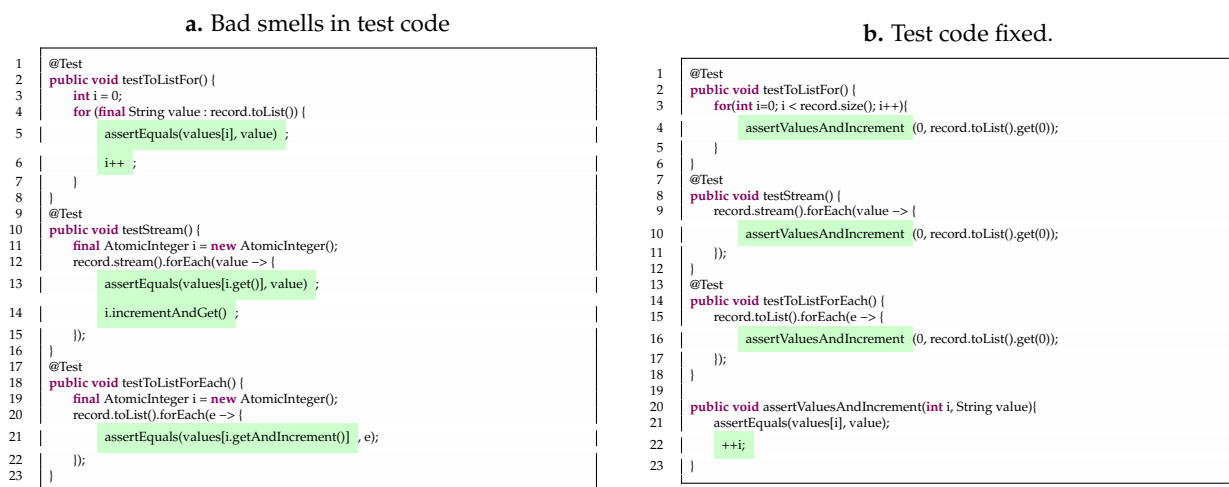 a. Bad smells in test code
1 @Test
2 public void testToListFor() {
3 int i = 0;
4 for (final String value : record.toList()) {
5 assertEquals(values[i], value) ;
6 i++ ;
7 }
8 }
9 @Test
10 public void testStream() {
11 final AtomicInteger i = new AtomicInteger();
12 record.stream().forEach(value −> {
13 assertEquals(values[i.get()], value) ;
14 i.incrementAndGet() ;
15 });
16 }
17 @Test
18 public void testToListForEach() {
19 final AtomicInteger i = new AtomicInteger();
20 record.toList().forEach(e −> {
21 assertEquals(values[i.getAndIncrement()] , e);
22 });
23 }
b. Test code fixed.
1 @Test
2 public void testToListFor() {
3 for(int i=0; i < record.size(); i++){
4 assertValuesAndIncrement (0, record.toList().get(0));
5 }
6 }
7 @Test
8 public void testStream() {
9 record.stream().forEach(value −> {
10 assertValuesAndIncrement (0, record.toList().get(0));
11 });
12 }
13 @Test
14 public void testToListForEach() {
15 record.toList().forEach(e −> {
16 assertValuesAndIncrement (0, record.toList().get(0));
17 });
18 }
19
20 public void assertValuesAndIncrement(int i, String value){
21 assertEquals(values[i], value);
22 ++i;
23 }